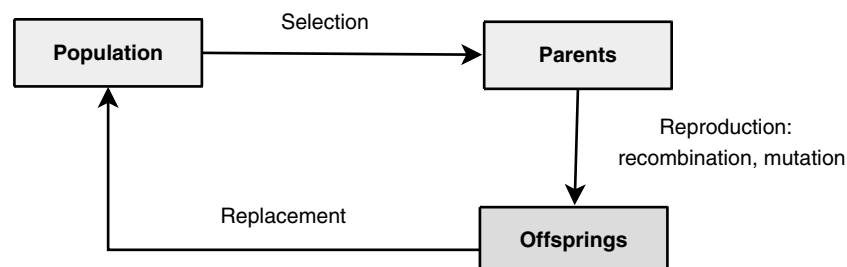 Selection
Population
Parents
Reproduction:
recombination, mutation
Replacement
Offsprings